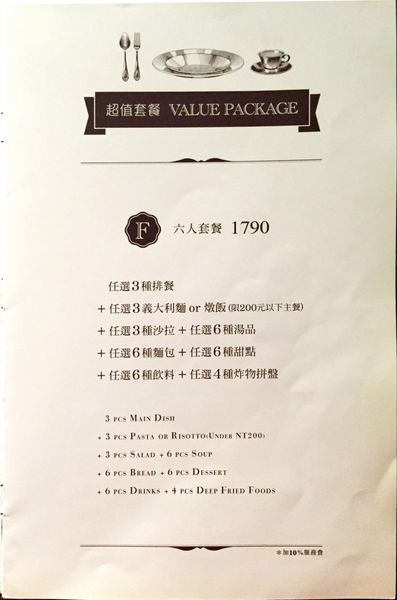 超值套餐 VALUE PACKAGE
F 六人套餐 1790
任選3種排餐
+ 任選3義大利麵 or 燉飯 (限200元以下主餐)
+ 任選3種沙拉 + 任選6種湯品
+ 任選6種麵包 + 任選6種甜點
+ 任選6種飲料 + 任選4種炸物拼盤
3 PCS MAIN DISH
+ 3 PCS PASTA OR RISOTTO(UNDER NT200)
+ 3 PCS SALAD + 6 PCS SOUP
+ 6 PCS BREAD + 6 PCS DESSERT
+ 6 PCS DRINKS + 4 PCS DEEP FRIED FOODS
＊加10%服務費